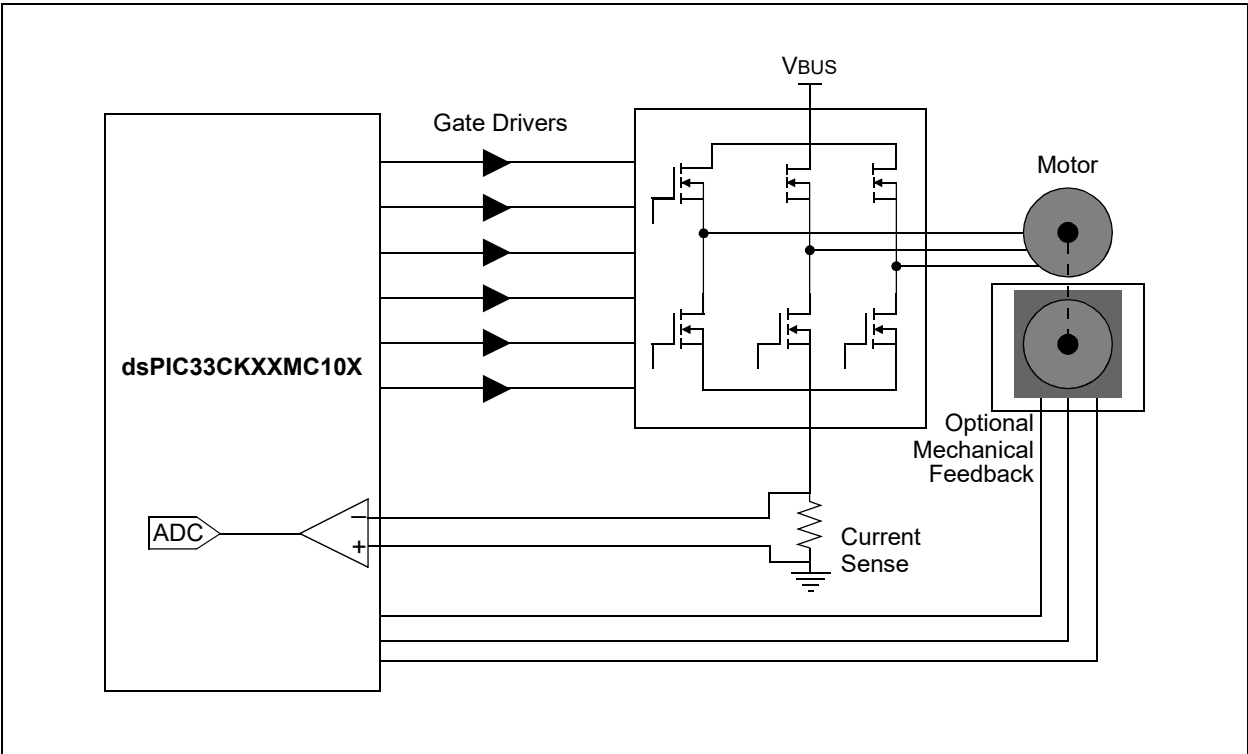 VBUS
Gate Drivers
Motor
dsPIC33CKXXMC10X
Optional
Mechanical
Feedback
ADC
−
+
Current
Sense